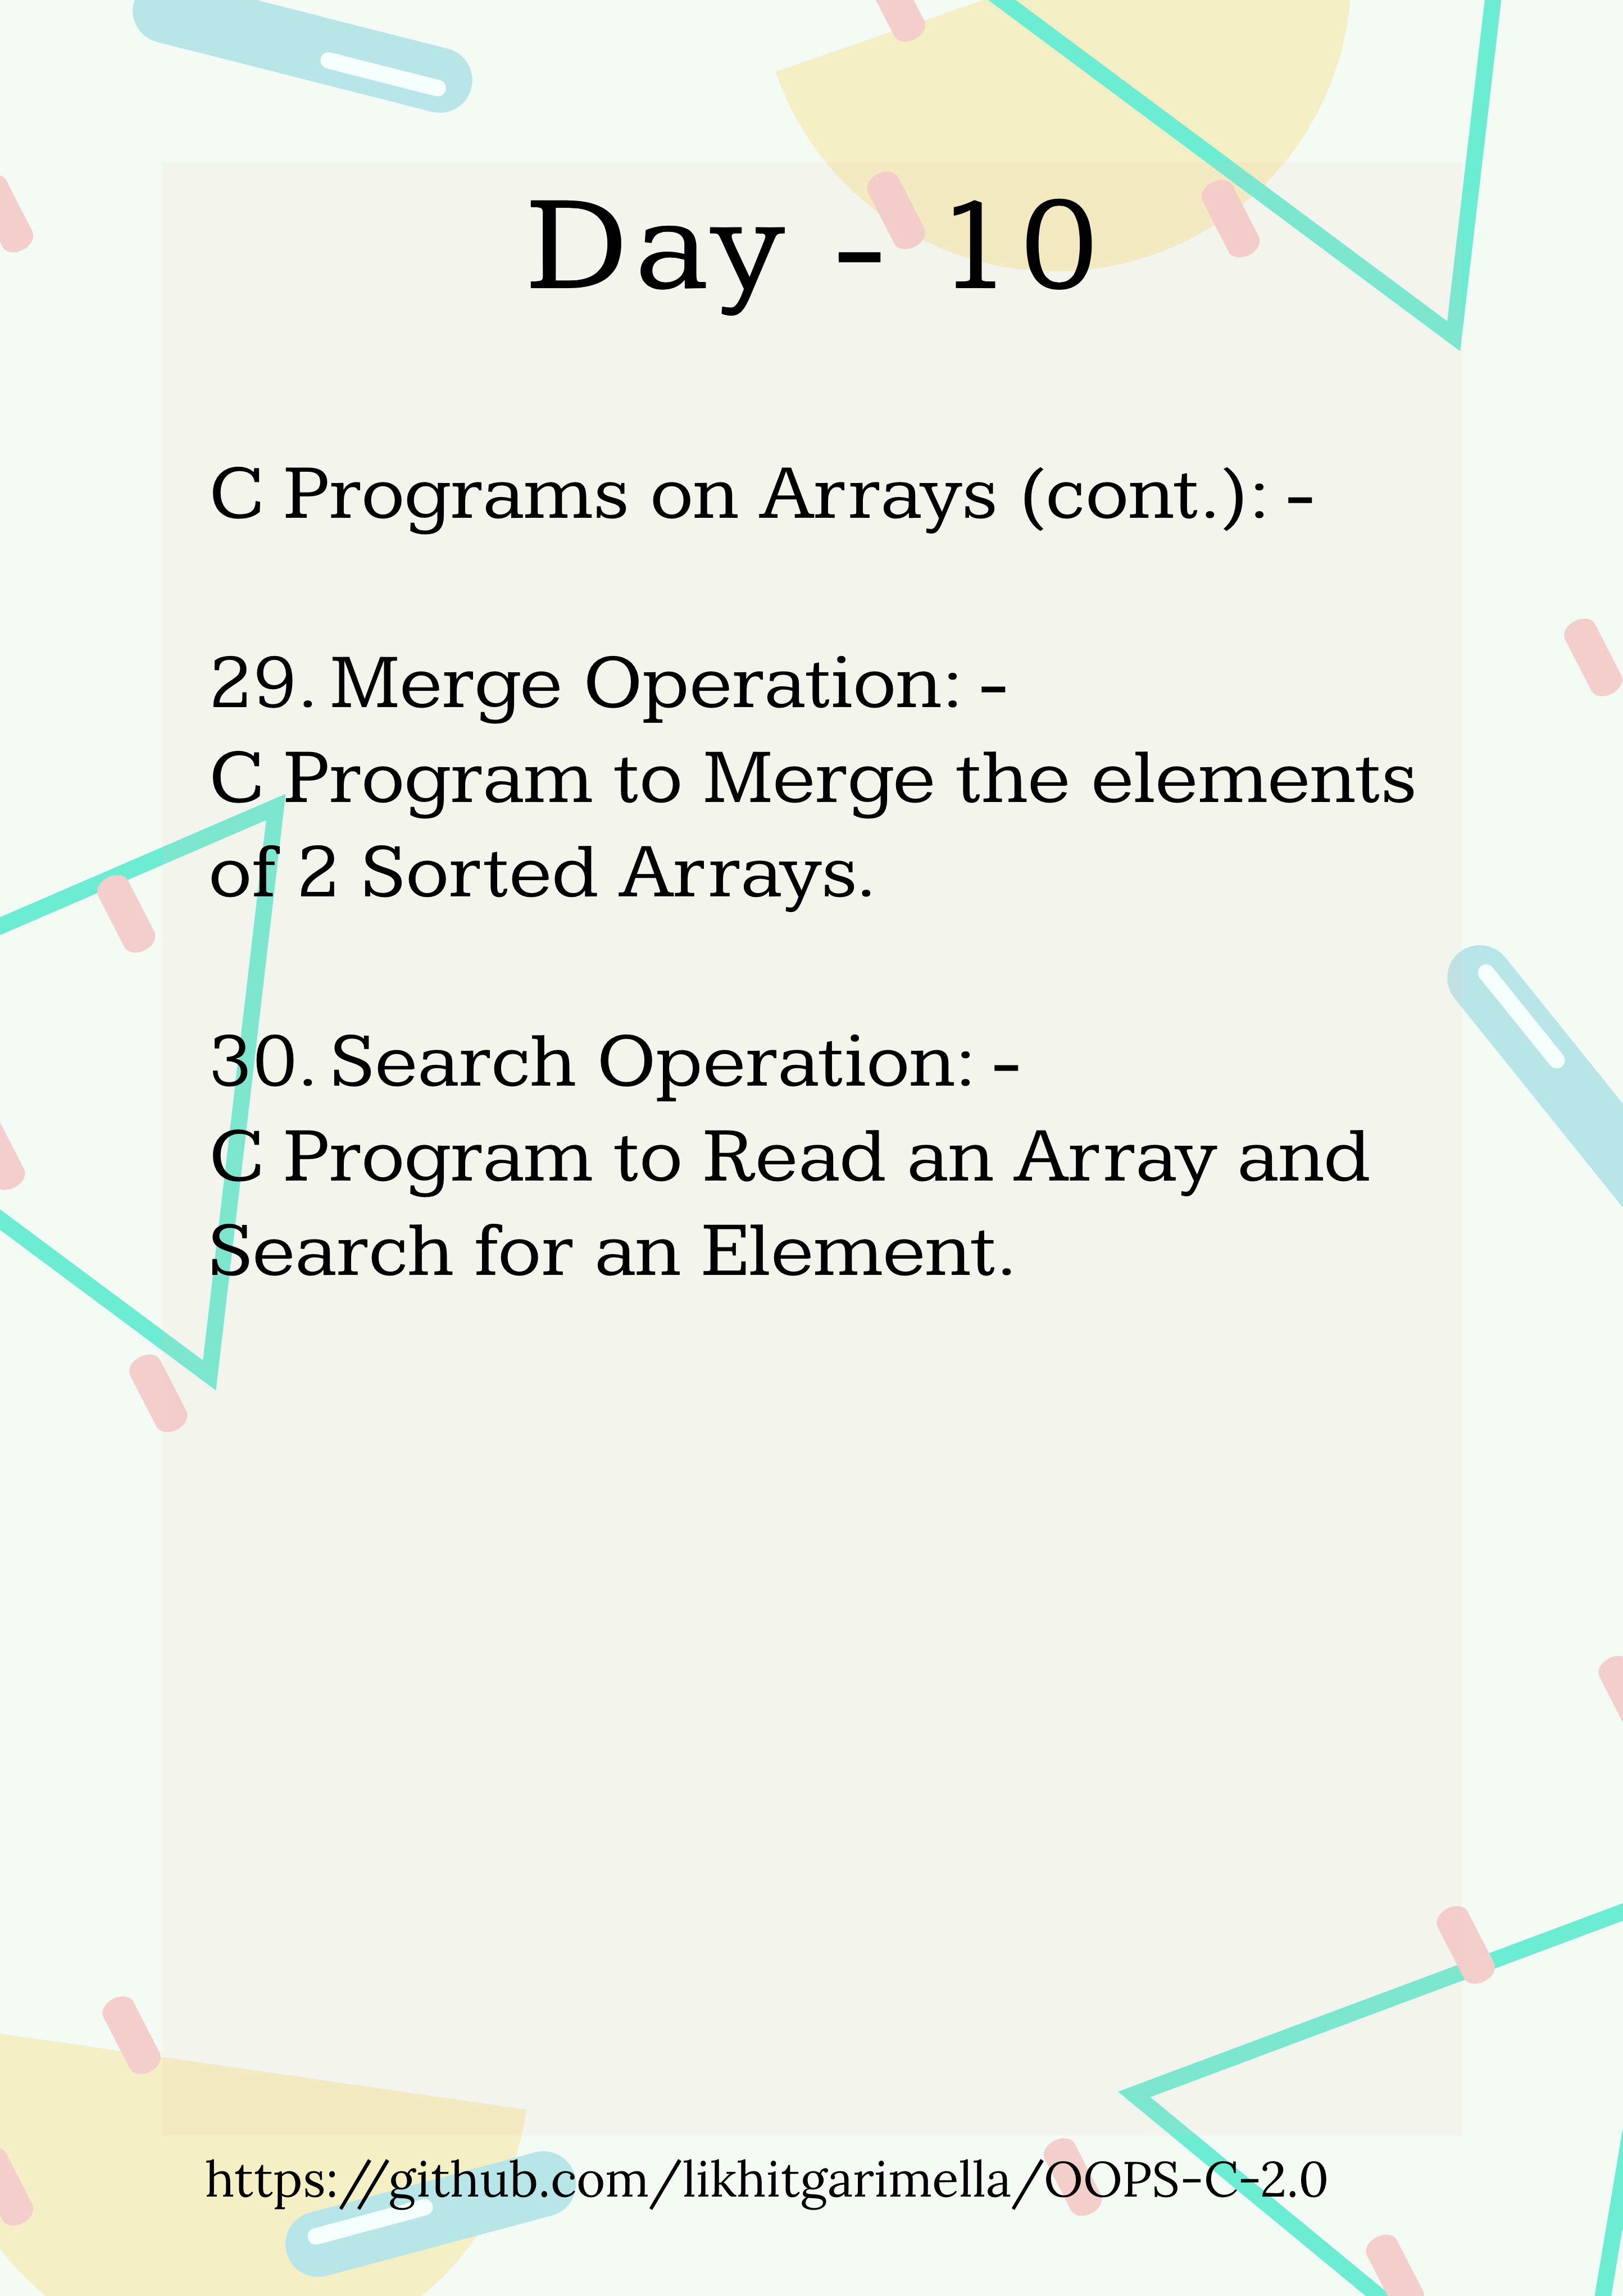 Day - 10
C Programs on Arrays (cont.): -
29. Merge Operation: -
C Program to Merge the elements
of 2 Sorted Arrays.
30. Search Operation: -
C Program to Read an Array and
Search for an Element.
https://github.com/likhitgarimella/OOPS-C-2.0